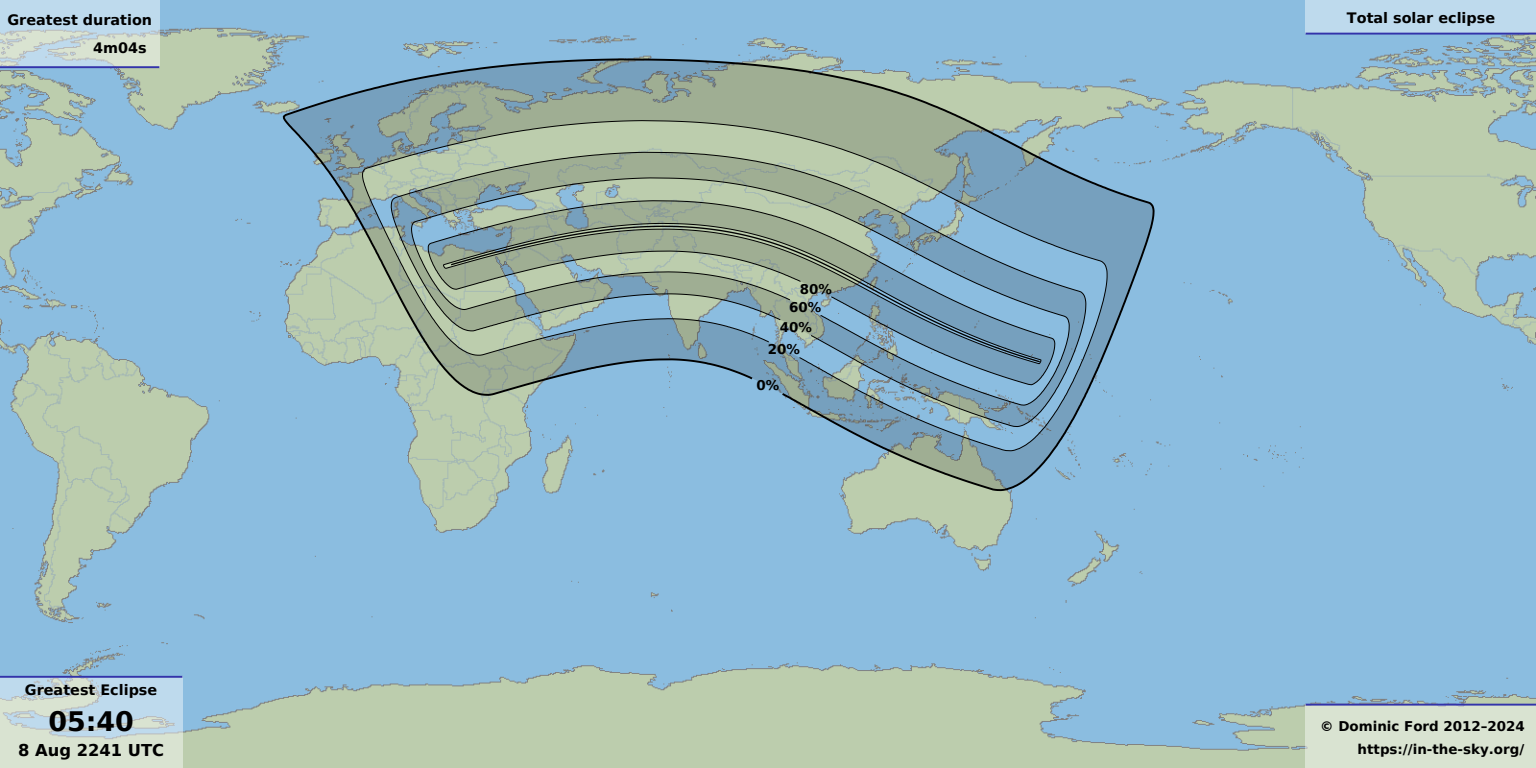 Greatest duration
4m04s
Total solar eclipse
80%
60%
40%
20%
0%
Greatest Eclipse
05:40
8 Aug 2241 UTC
© Dominic Ford 2012–2024
https://in-the-sky.org/